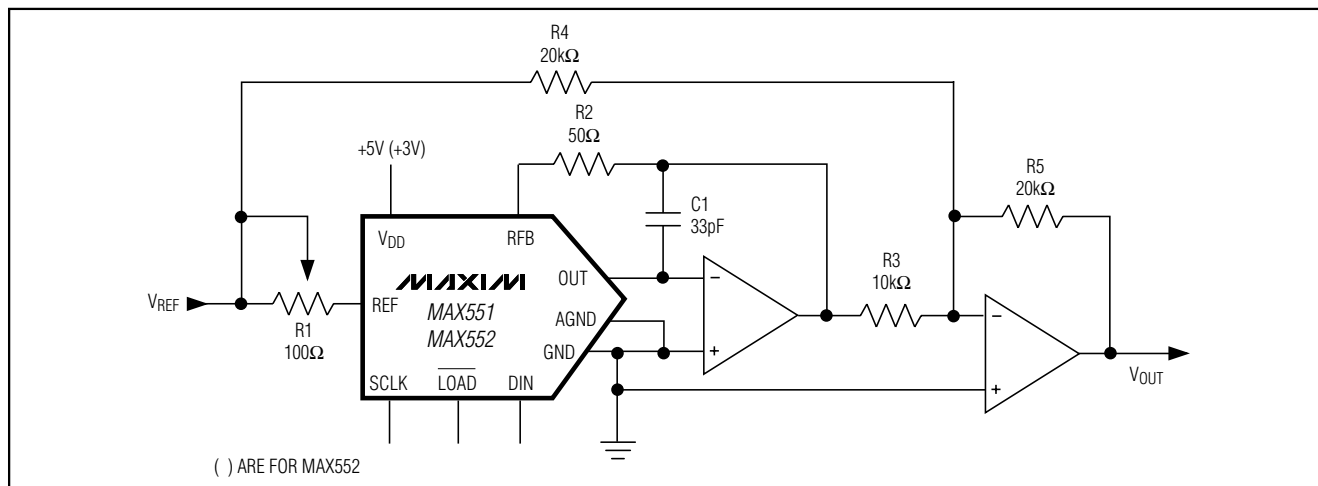 R4
20kΩ
R2
50Ω
+5V (+3V)
R5
20kΩ
C1
33pF
VDD
RFB
R3
10kΩ
MAXIM
OUT
VREF
REF
MAX551
AGND
R1
100Ω
MAX552
GND
SCLK
LOAD
DIN
−
+
−
+
VOUT
( ) ARE FOR MAX552